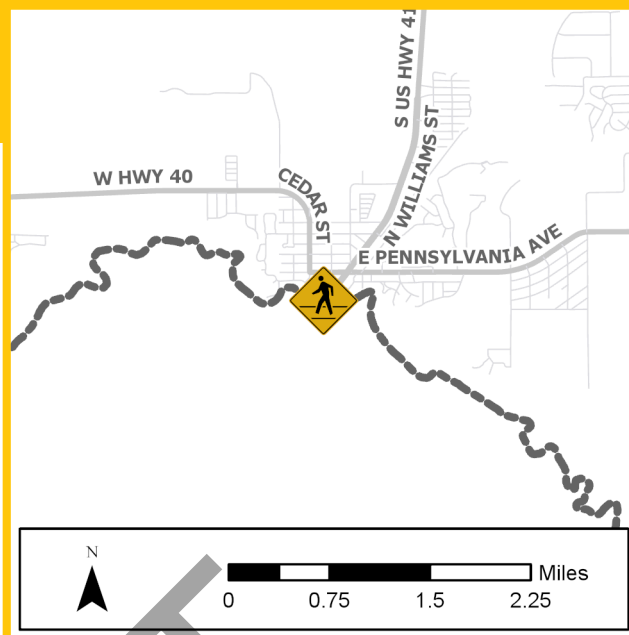 S US HWY 41
N WILLIAMS ST
W HWY 40
CEDAR ST
E PENNSYLVANIA AVE
N
Miles
0 0.75 1.5 2.25